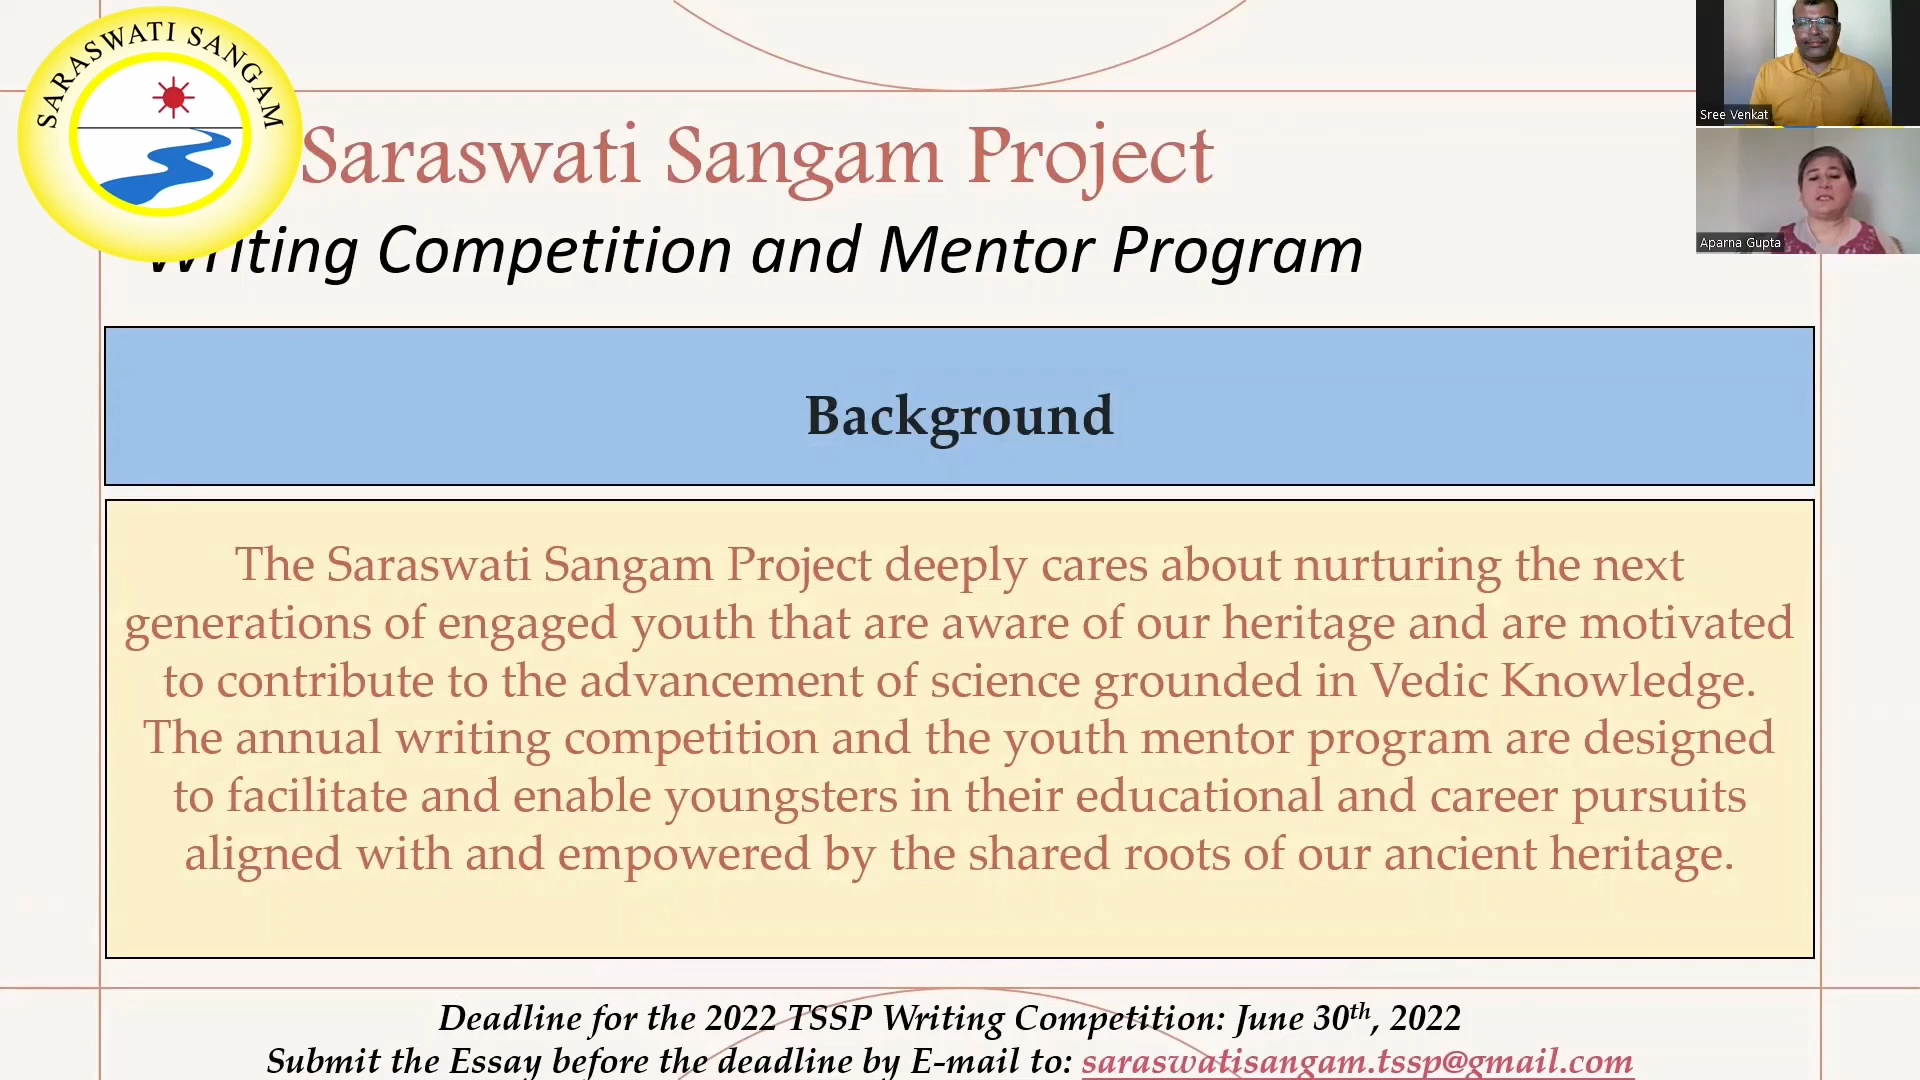 SARASWATI SANGAM
Saraswati Sangam Project
Writing Competition and Mentor Program
Sree Venkat
Aparna Gupta
Background
The Saraswati Sangam Project deeply cares about nurturing the next
generations of engaged youth that are aware of our heritage and are motivated
to contribute to the advancement of science grounded in Vedic Knowledge.
The annual writing competition and the youth mentor program are designed
to facilitate and enable youngsters in their educational and career pursuits
aligned with and empowered by the shared roots of our ancient heritage.
Deadline for the 2022 TSSP Writing Competition: June 30th, 2022
Submit the Essay before the deadline by E-mail to: saraswatisangam.tssp@gmail.com